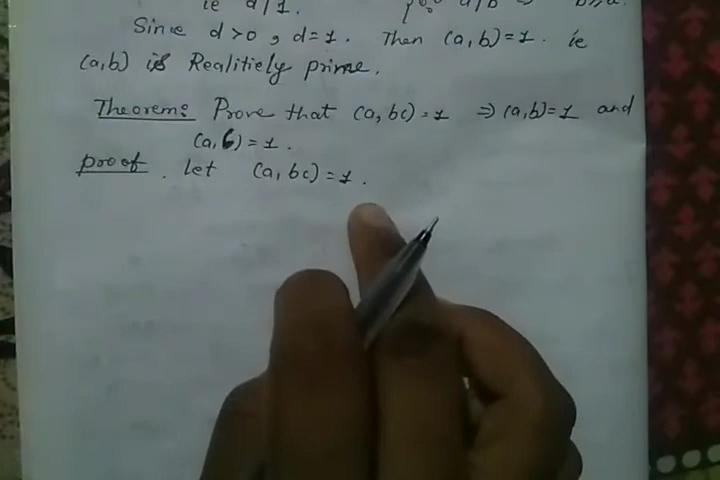 ie d/1.
Since d>0, d=1. Then (a,b)=1. ie
(a,b) is Realitiely prime.
Theorem: Prove that (a,bc)=1 ⇒ (a,b)=1 and
(a,c)=1.
proof. Let (a,bc)=1.